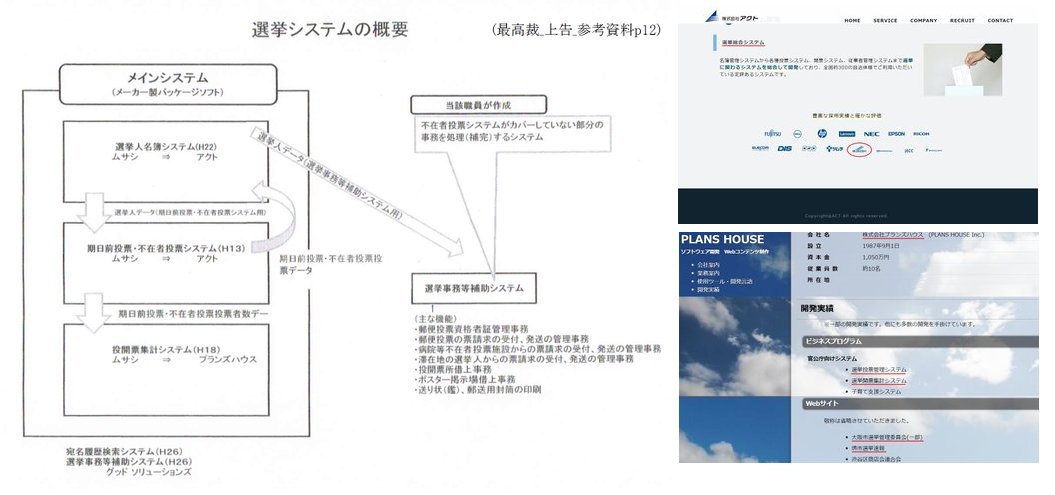 選挙システムの概要
(最高裁_上告_参考資料p12)
メインシステム
(メーカー製パッケージソフト)
選挙人名簿システム(H22)
ムサシ ⇒ アクト
選挙人データ(期日前投票・不在者投票システム用)
期日前投票・不在者投票システム(H13)
ムサシ ⇒ アクト
期日前投票・不在者投票投
票データ
期日前投票・不在者投票投票者数デー
投開票集計システム(H18)
ムサシ ⇒ プランズハウス
宛名履歴検索システム(H26)
選挙事務等補助システム(H26)
グッド ソリューションズ
選挙人データ(選挙事務等補助システム用)
当該職員が作成
不在者投票システムがカバーしていない部分の
事務を処理(補完)するシステム
選挙事務等補助システム
(主な機能)
・郵便投票資格者証管理事務
・郵便投票の票請求の受付、発送の管理事務
・病院等不在者投票施設からの票請求の受付、発送の管理事務
・滞在地の選挙人からの票請求の受付、発送の管理事務
・投開票所借上事務
・ポスター掲示場借上事務
・送り状(鑑)、郵送用封筒の印刷
株式会社アクト
HOME SERVICE COMPANY RECRUIT CONTACT
選挙総合システム
名簿管理システムから各種投票システム、開票システム、従事者管理システムまで選挙
に関わるシステムを総合して開発しており、全国約300の自治体様でご利用いただい
ている定評あるシステムです。
豊富な採用実績と確かな評価
FUJITSU hp Lenovo NEC EPSON RICOH
ELECOM DIS
Copyright@ACT All rights reserved.
PLANS HOUSE
ソフトウェア開発 Webコンテンツ制作
・会社案内
・業務案内
・使用ツール・開発言語
・開発実績
会社名 株式会社プランズハウス (PLANS HOUSE Inc.)
設立 1987年9月1日
資本金 1,050万円
従業員数 約10名
所在地
開発実績
※一部の開発実績です。他にも多数の開発を手掛けています。
ビジネスプログラム
官公庁向けシステム
・選挙投票管理システム
・選挙開票集計システム
・子育て支援システム
Webサイト
敬称は省略させていただきました。
・大阪市選挙管理委員会(一部)
・堺市選挙速報
・渋谷区商店会連合会